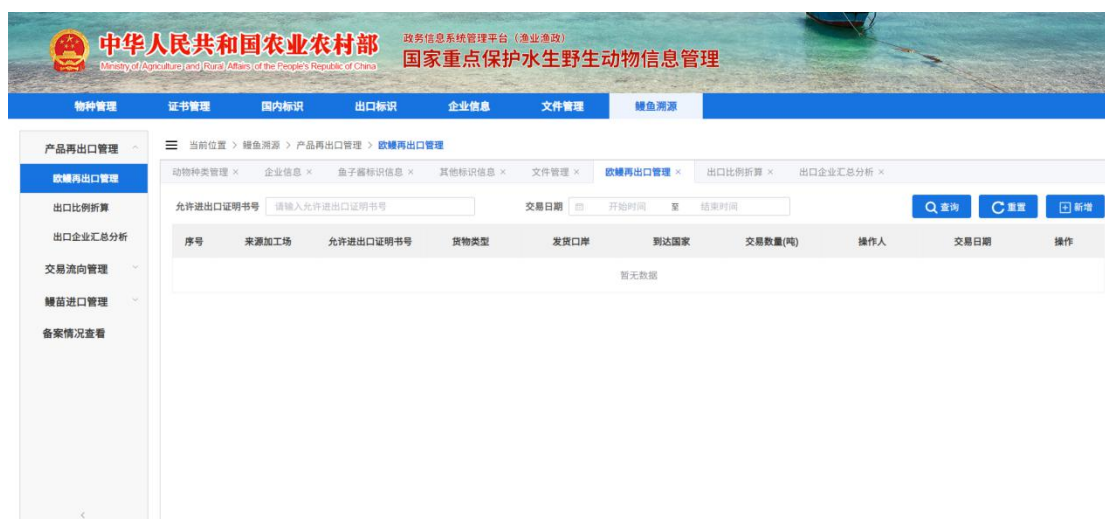 中华人民共和国农业农村部
Ministry of Agriculture and Rural Affairs of the People's Republic of China
政务信息系统管理平台（渔业渔政）
国家重点保护水生野生动物信息管理
物种管理 证书管理 国内标识 出口标识 企业信息 文件管理 鳗鱼溯源
产品再出口管理
欧鳗再出口管理
出口比例折算
出口企业汇总分析
交易流向管理
鳗苗进口管理
备案情况查看
当前位置 > 鳗鱼溯源 > 产品再出口管理 > 欧鳗再出口管理
动物种类管理 × 企业信息 × 鱼子酱标识信息 × 其他标识信息 × 文件管理 × 欧鳗再出口管理 × 出口比例折算 × 出口企业汇总分析 ×
允许进出口证明书号 请输入允许进出口证明书号 交易日期 开始时间 至 结束时间 查询 重置 新增
序号 来源加工场 允许进出口证明书号 货物类型 发货口岸 到达国家 交易数量(吨) 操作人 交易日期 操作
暂无数据